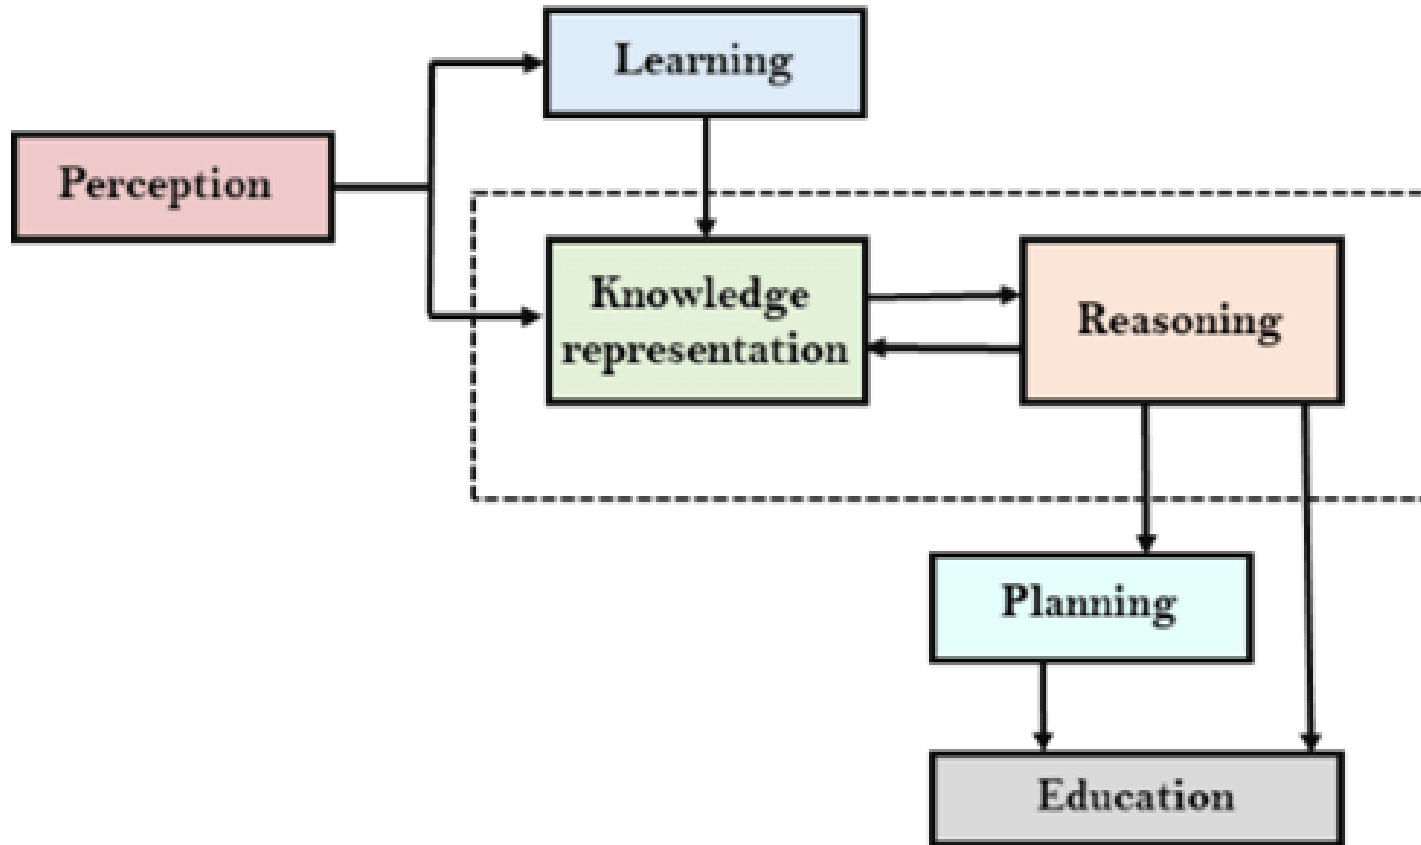 Learning
Perception
Knowledge
representation
Reasoning
Planning
Education